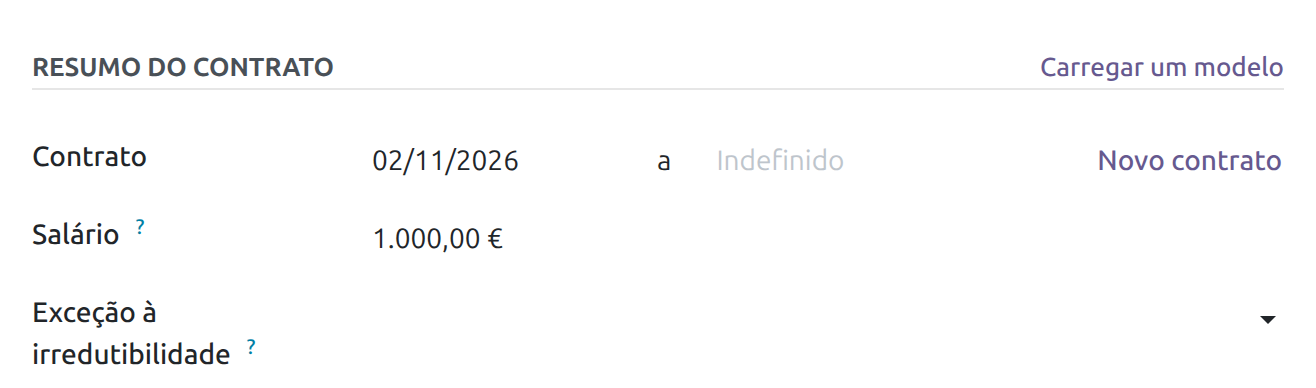 RESUMO DO CONTRATO Carregar um modelo
Contrato 02/11/2026 a Indefinido Novo contrato
Salário ? 1.000,00 €
Exceção à
irredutibilidade ?